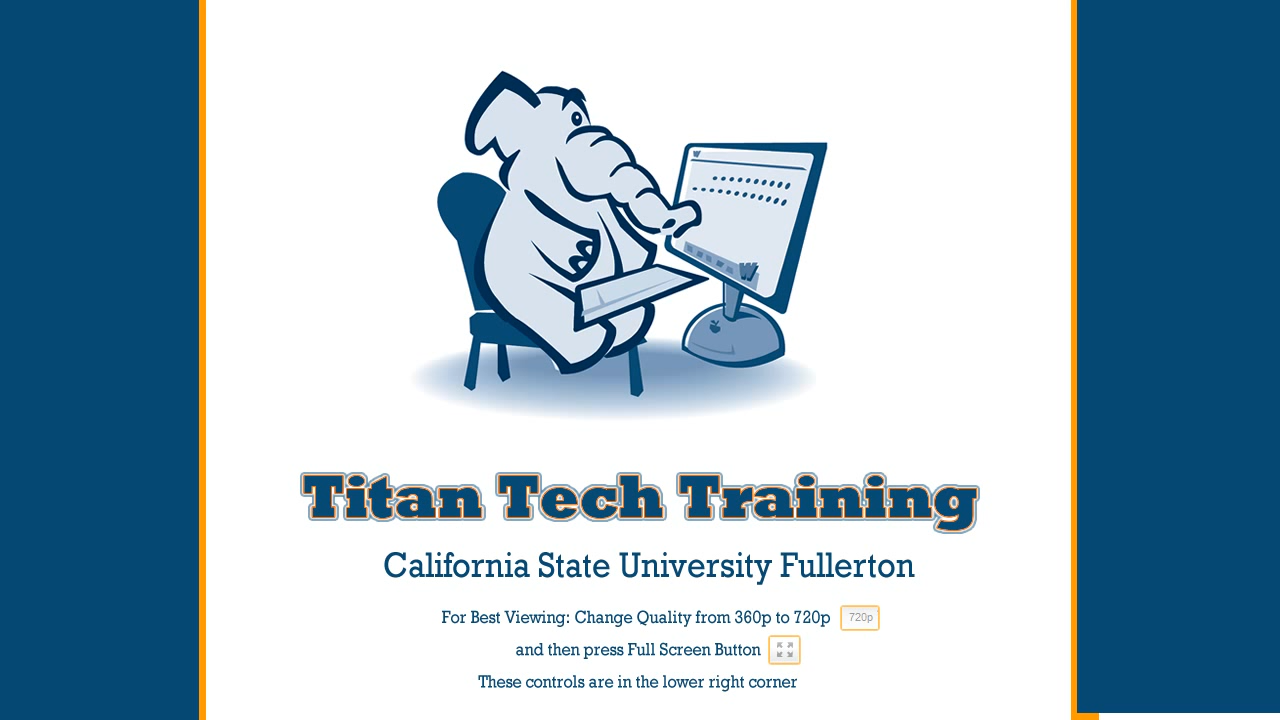 W
W
Titan Tech Training
California State University Fullerton
For Best Viewing: Change Quality from 360p to 720p 720p
and then press Full Screen Button
These controls are in the lower right corner